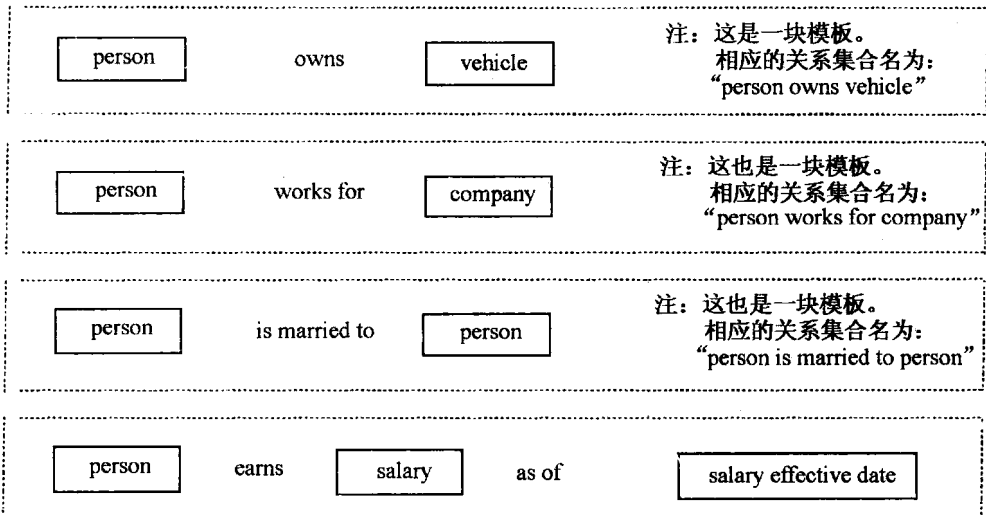 person owns vehicle
注：这是一块模板。
相应的关系集合名为：
“person owns vehicle”
person works for company
注：这也是一块模板。
相应的关系集合名为：
“person works for company”
person is married to person
注：这也是一块模板。
相应的关系集合名为：
“person is married to person”
person earns salary as of salary effective date